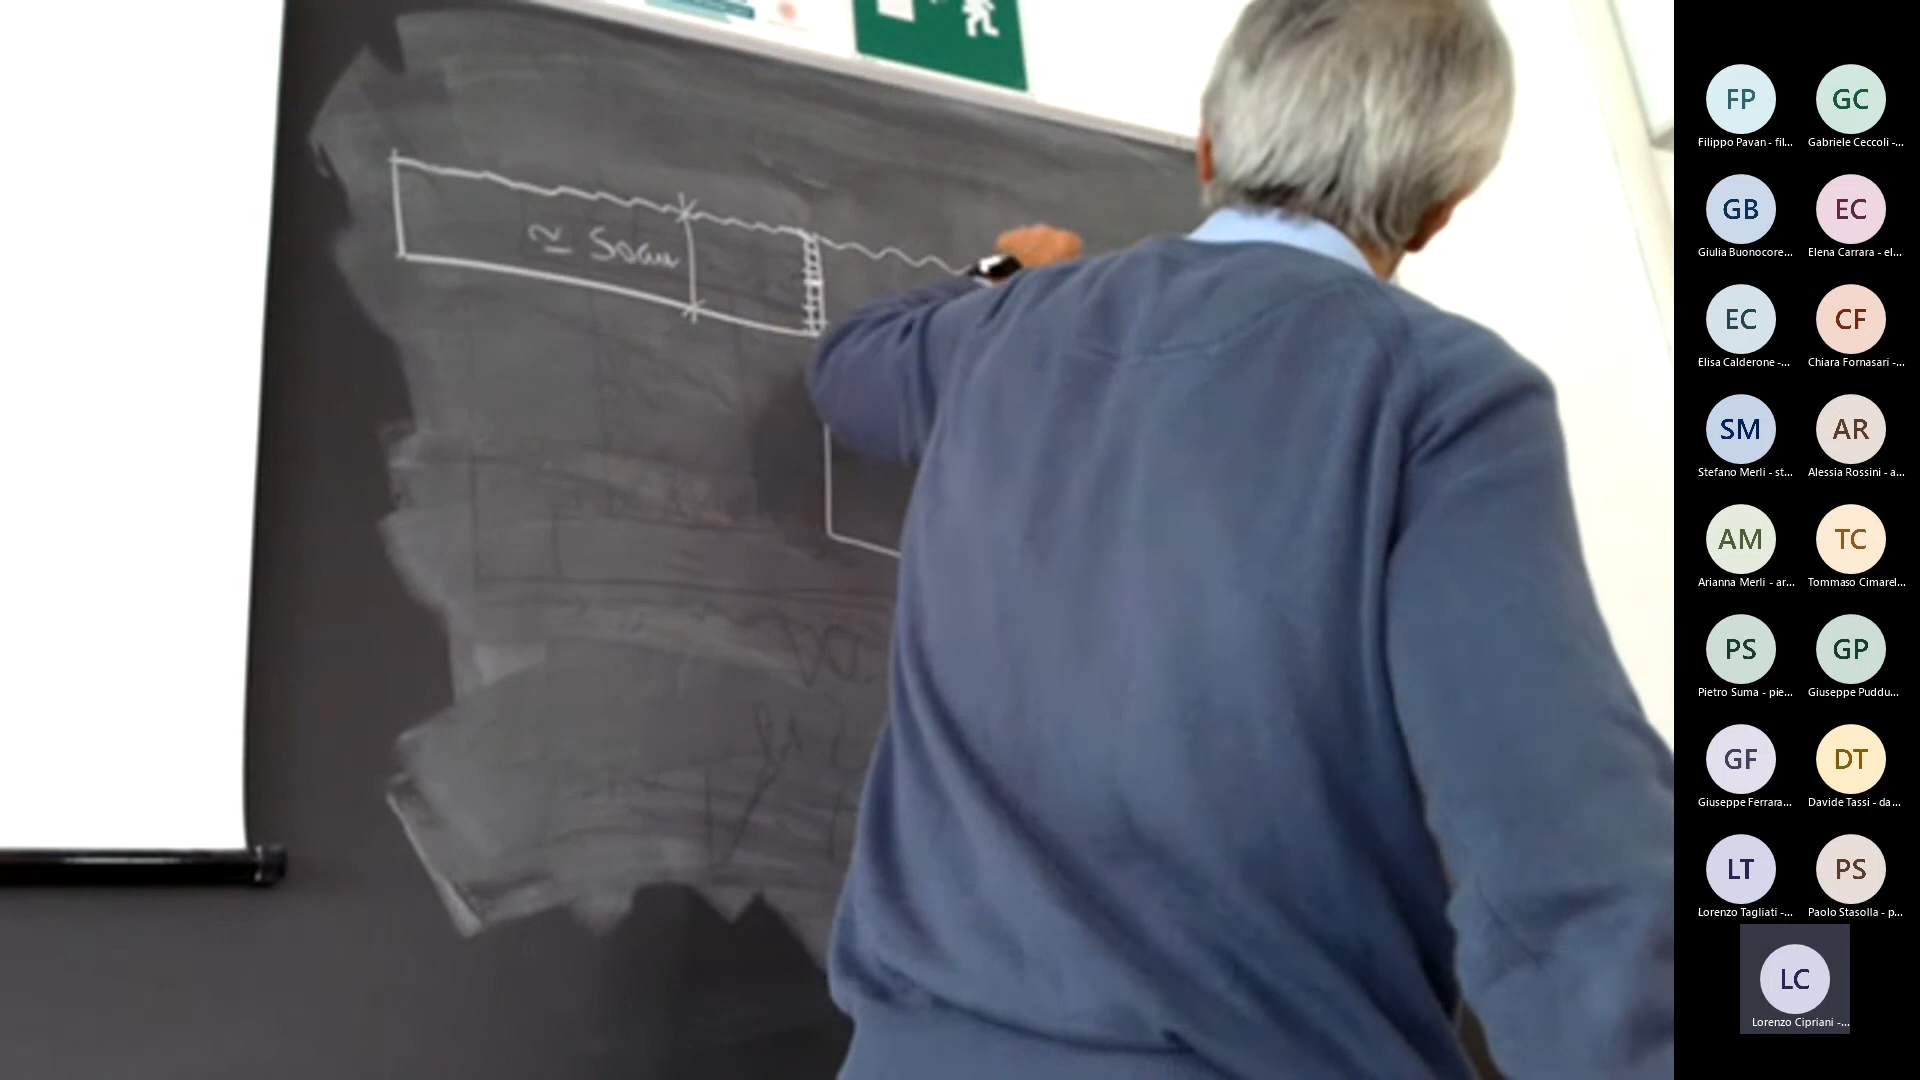 ≃ 50cm
FP GC
Filippo Pavan - fil... Gabriele Ceccoli -...
GB EC
Giulia Buonocore... Elena Carrara - el...
EC CF
Elisa Calderone -... Chiara Fornasari -...
SM AR
Stefano Merli - st... Alessia Rossini - a...
AM TC
Arianna Merli - ar... Tommaso Cimarel...
PS GP
Pietro Suma - pie... Giuseppe Puddu...
GF DT
Giuseppe Ferrara... Davide Tassi - da...
LT PS
Lorenzo Tagliati -... Paolo Stasolla - p...
LC
Lorenzo Cipriani -...